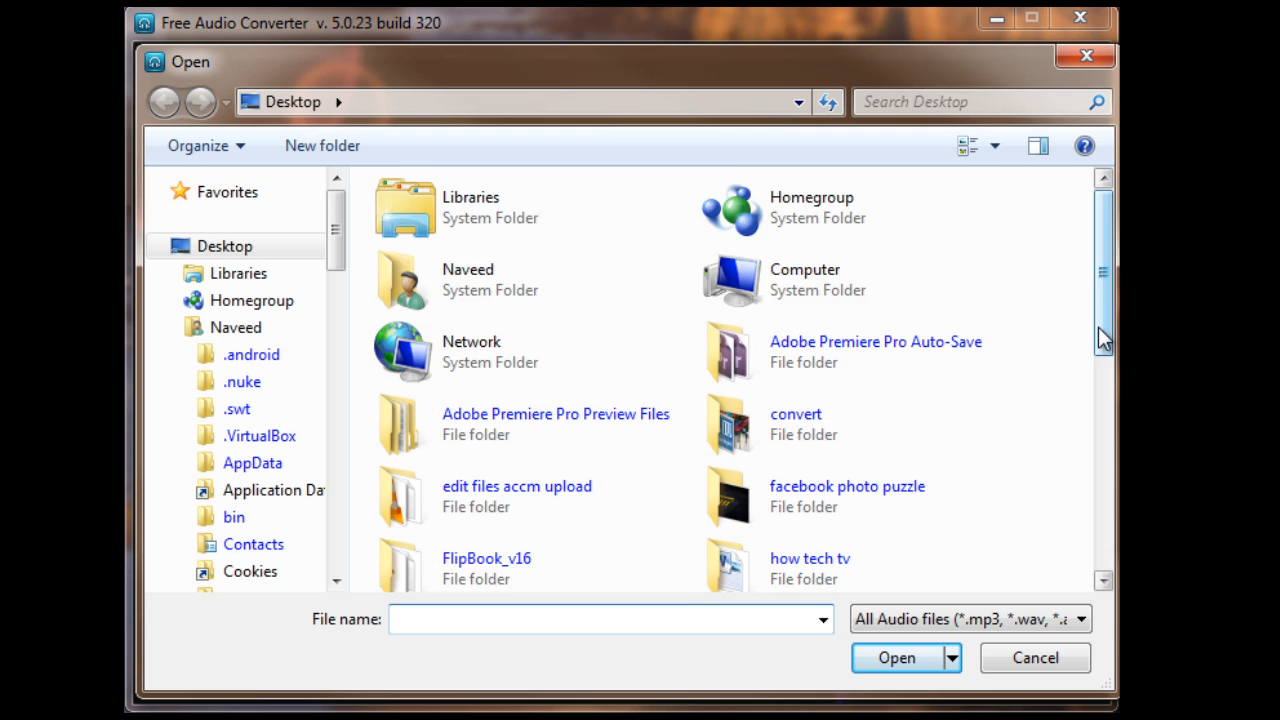 Free Audio Converter v. 5.0.23 build 320
Open
Desktop
Search Desktop
Organize
New folder
Favorites
Desktop
Libraries
Homegroup
Naveed
.android
.nuke
.swt
.VirtualBox
AppData
Application Da
bin
Contacts
Cookies
Libraries
System Folder
Homegroup
System Folder
Naveed
System Folder
Computer
System Folder
Network
System Folder
Adobe Premiere Pro Auto-Save
File folder
Adobe Premiere Pro Preview Files
File folder
convert
File folder
edit files accm upload
File folder
facebook photo puzzle
File folder
FlipBook_v16
File folder
how tech tv
File folder
File name:
All Audio files (*.mp3, *.wav, *.a
Open
Cancel